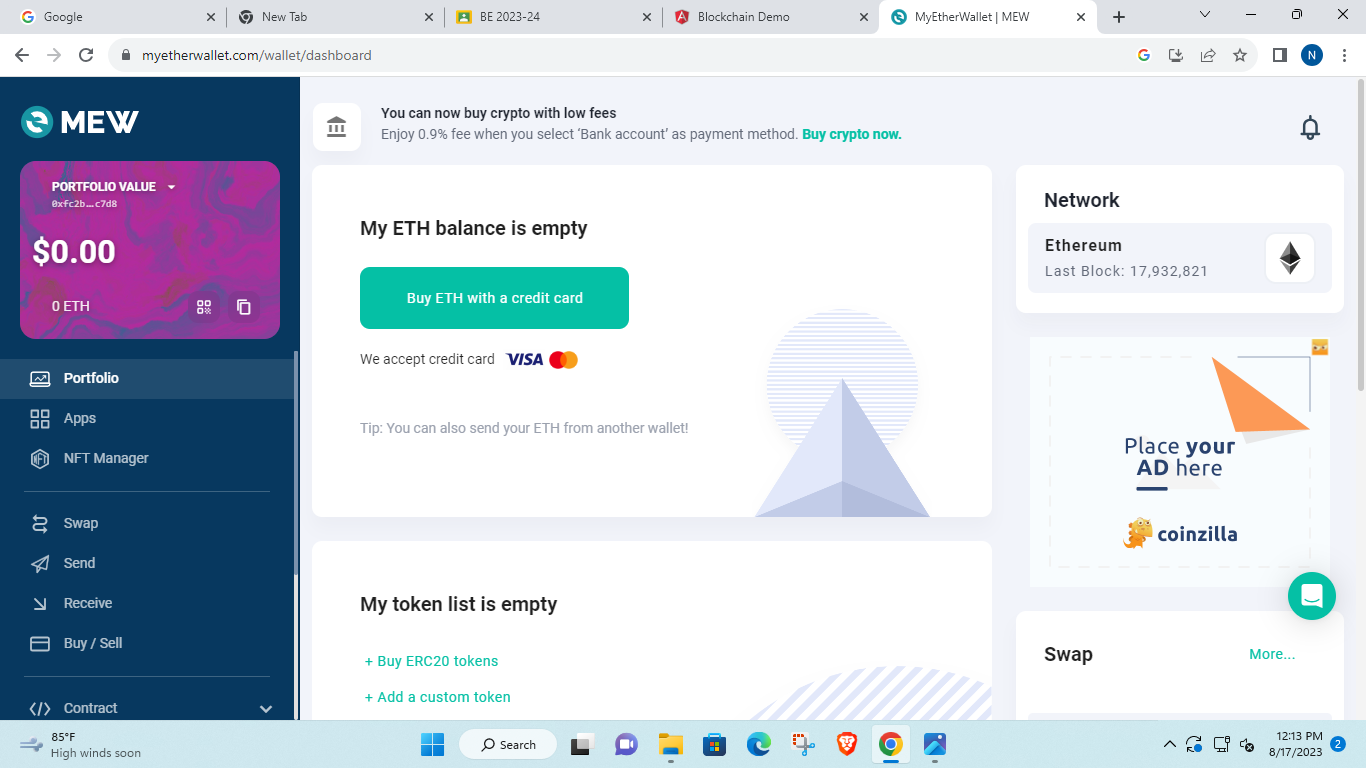 Google
New Tab
BE 2023-24
Blockchain Demo
MyEtherWallet | MEW
myetherwallet.com/wallet/dashboard
N
MEW
PORTFOLIO VALUE
0xfc2b…c7d8
$0.00
0 ETH
Portfolio
Apps
NFT Manager
Swap
Send
Receive
Buy / Sell
Contract
You can now buy crypto with low fees
Enjoy 0.9% fee when you select ‘Bank account’ as payment method. Buy crypto now.
My ETH balance is empty
Buy ETH with a credit card
We accept credit card VISA
Tip: You can also send your ETH from another wallet!
My token list is empty
+ Buy ERC20 tokens
+ Add a custom token
Network
Ethereum
Last Block: 17,932,821
Place your
AD here
coinzilla
Swap
More...
85°F
High winds soon
Search
12:13 PM
8/17/2023
2